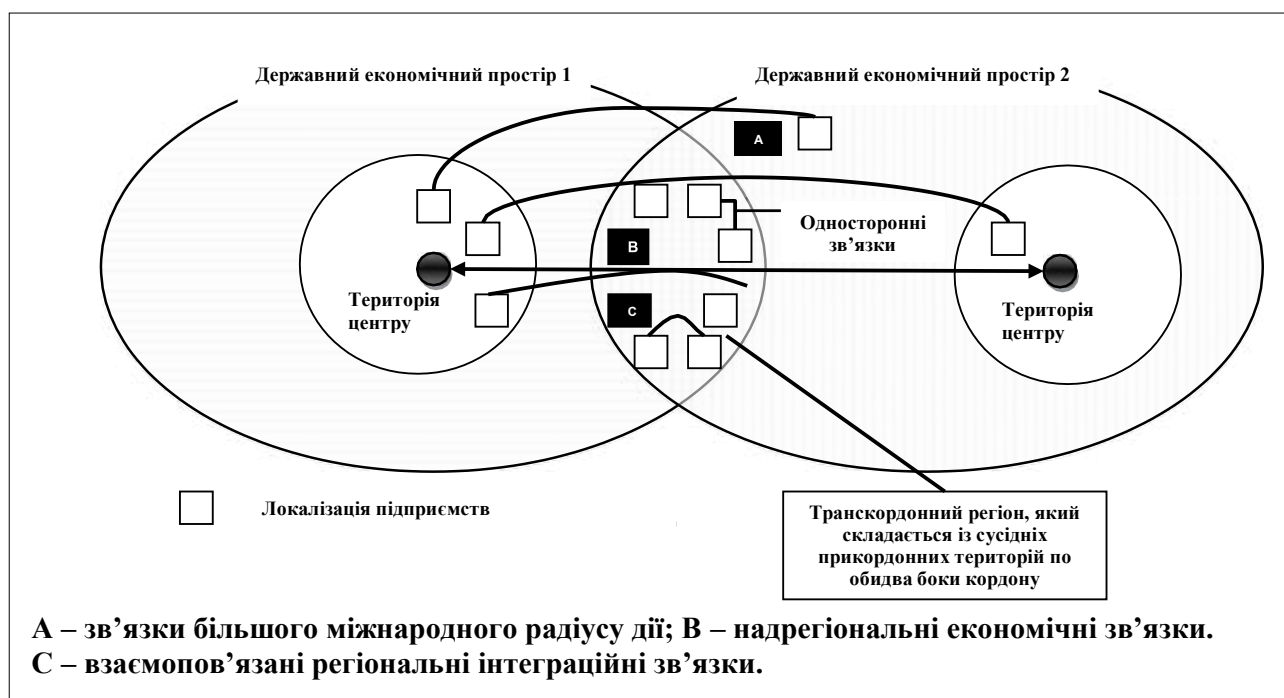 Державний економічний простір 1
Державний економічний простір 2
A
Односторонні
зв’язки
B
Територія
центру
Територія
центру
C
Локалізація підприємств
Транскордонний регіон, який
складається із сусідніх
прикордонних територій по
обидва боки кордону
А – зв’язки більшого міжнародного радіусу дії; В – надрегіональні економічні зв’язки.
С – взаємопов’язані регіональні інтеграційні зв’язки.